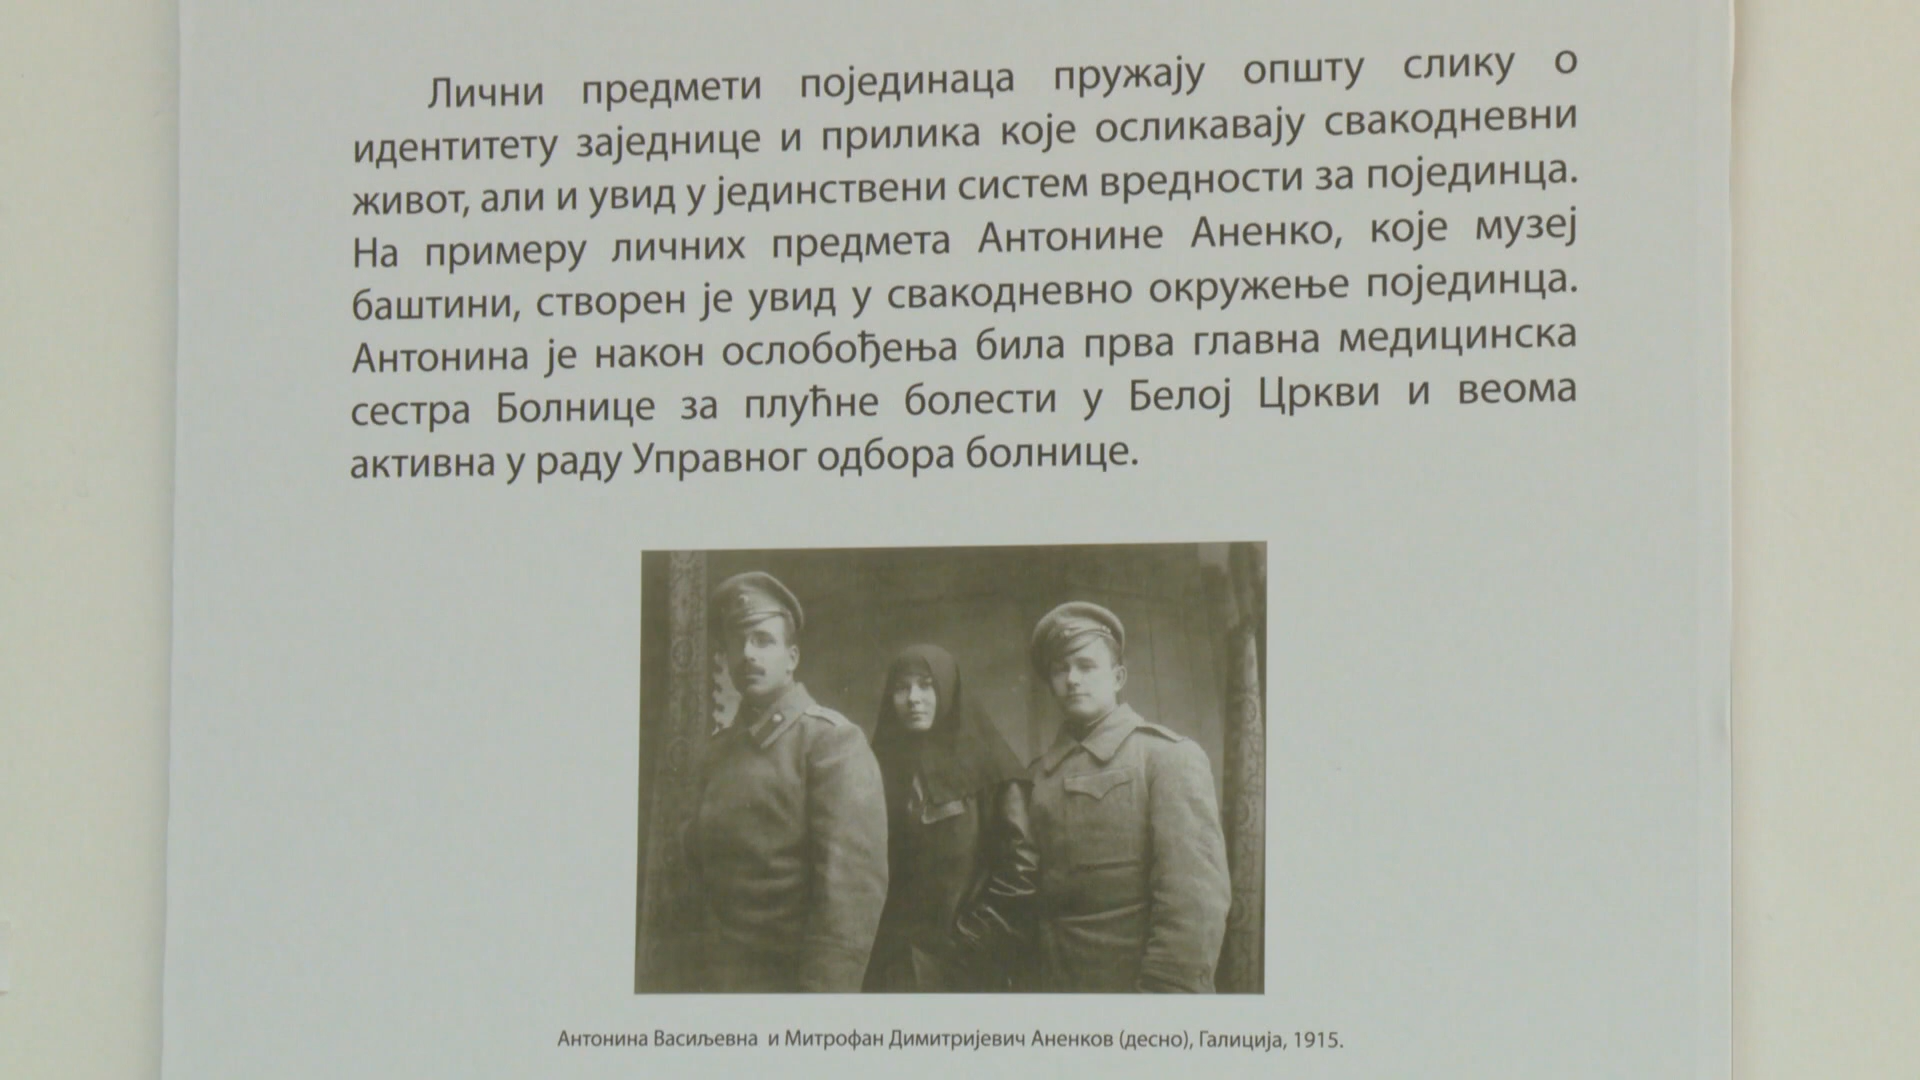 Лични предмети појединаца пружају општу слику о
идентитету заједнице и прилика које осликавају свакодневни
живот, али и увид у јединствени систем вредности за појединца.
На примеру личних предмета Антонине Аненко, које музеј
баштини, створен је увид у свакодневно окружење појединца.
Антонина је након ослобођења била прва главна медицинска
сестра Болнице за плућне болести у Белој Цркви и веома
активна у раду Управног одбора болнице.
Антонина Васиљевна и Митрофан Димитријевич Аненков (десно), Галиција, 1915.